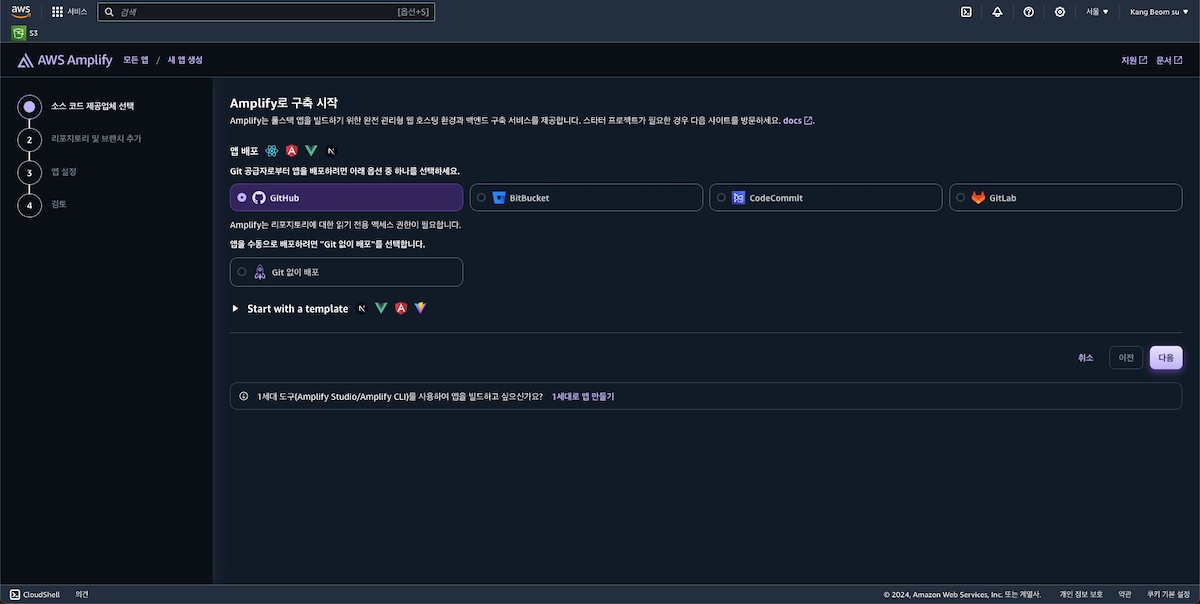 aws
서비스
검색
[옵션+S]
서울 ▼
Kang Beom su ▼
S3
AWS Amplify
모든 앱 / 새 앱 생성
지원
문서
소스 코드 제공업체 선택
2 리포지토리 및 브랜치 추가
3 앱 설정
4 검토
Amplify로 구축 시작
Amplify는 풀스택 앱을 빌드하기 위한 완전 관리형 웹 호스팅 환경과 백엔드 구축 서비스를 제공합니다. 스타터 프로젝트가 필요한 경우 다음 사이트를 방문하세요. docs.
앱 배포
Git 공급자로부터 앱을 배포하려면 아래 옵션 중 하나를 선택하세요.
GitHub
BitBucket
CodeCommit
GitLab
Amplify는 리포지토리에 대한 읽기 전용 액세스 권한이 필요합니다.
앱을 수동으로 배포하려면 "Git 없이 배포"를 선택합니다.
Git 없이 배포
Start with a template
취소
이전
다음
1세대 도구(Amplify Studio/Amplify CLI)를 사용하여 앱을 빌드하고 싶으신가요? 1세대로 앱 만들기
CloudShell
의견
© 2024, Amazon Web Services, Inc. 또는 계열사.
개인 정보 보호
약관
쿠키 기본 설정